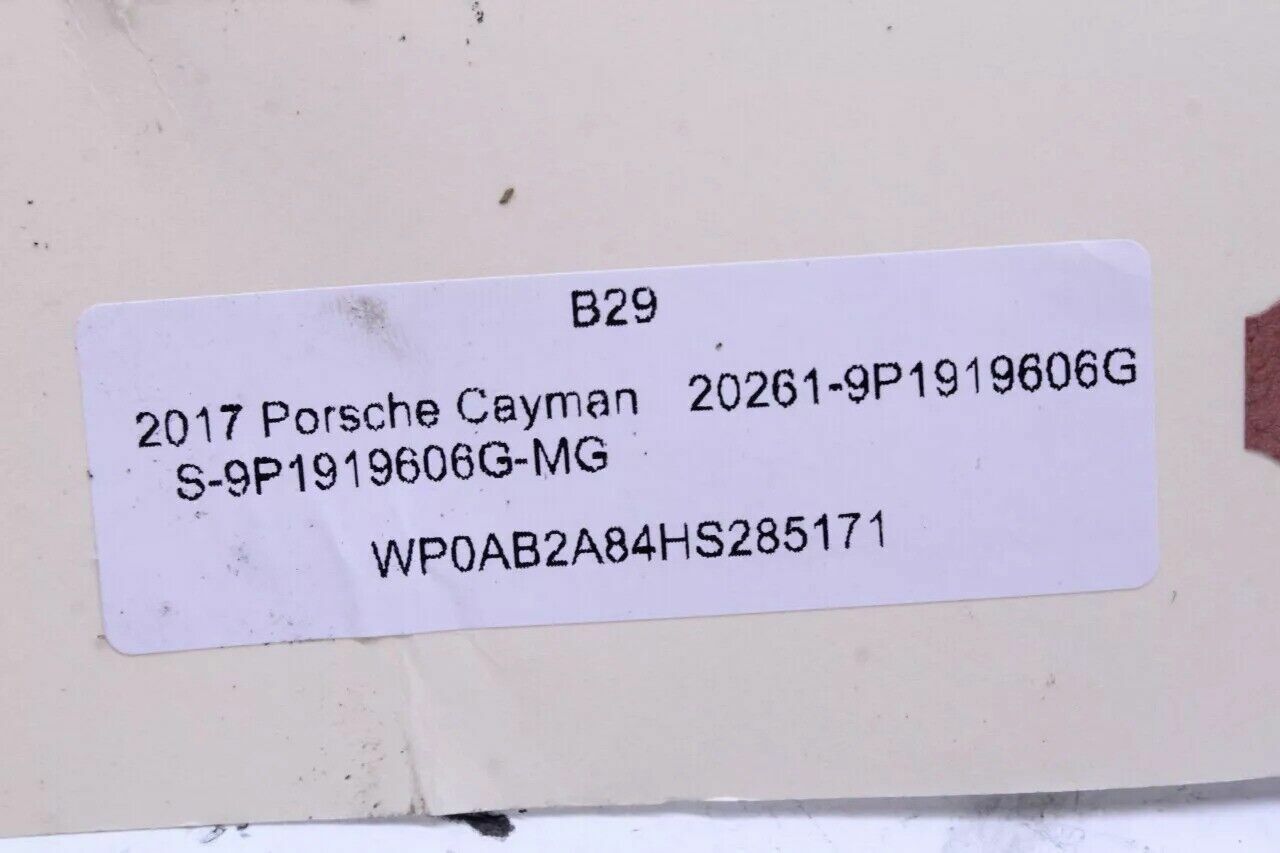 B29
2017 Porsche Cayman 20261-9P1919606G
S-9P1919606G-MG
WP0AB2A84HS285171